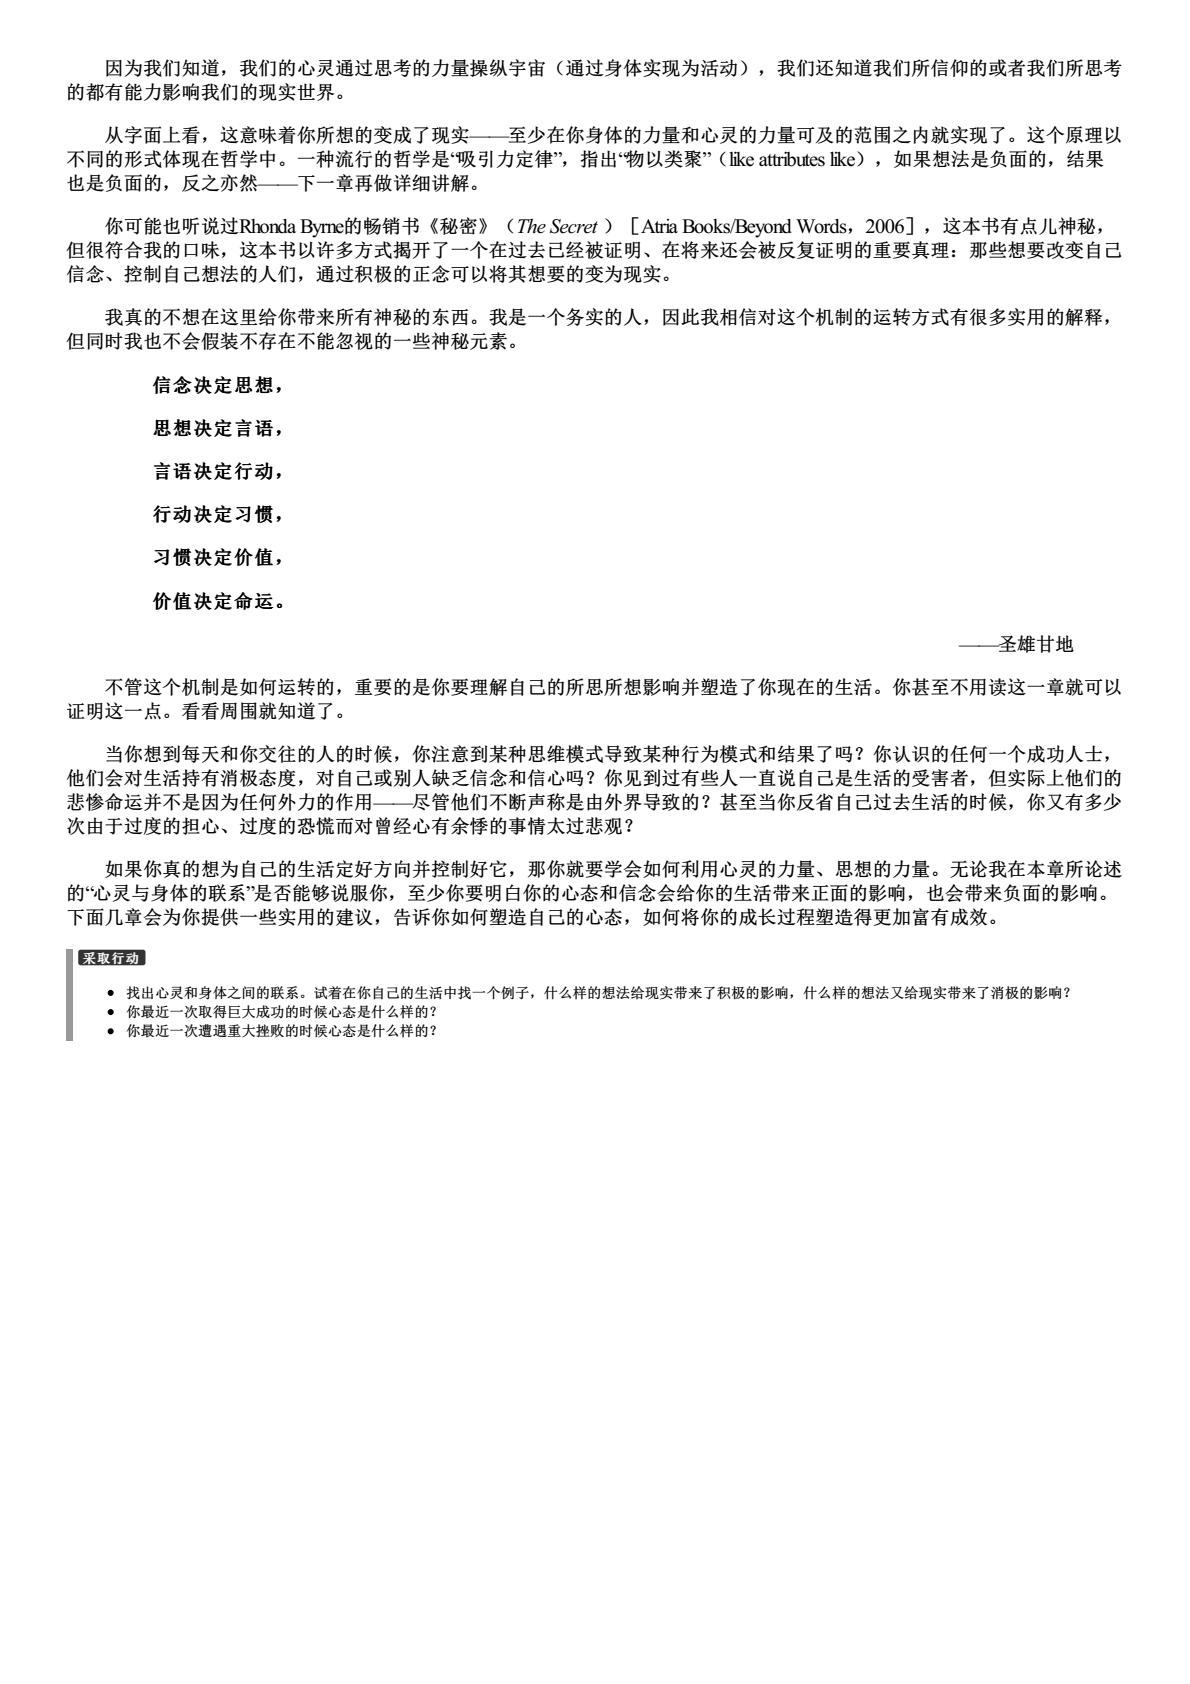 因为我们知道，我们的心灵通过思考的力量操纵宇宙（通过身体实现为活动），我们还知道我们所信仰的或者我们所思考
的都有能力影响我们的现实世界。
从字面上看，这意味着你所想的变成了现实——至少在你身体的力量和心灵的力量可及的范围之内就实现了。这个原理以
不同的形式体现在哲学中。一种流行的哲学是“吸引力定律”，指出“物以类聚”（like attributes like），如果想法是负面的，结果
也是负面的，反之亦然——下一章再做详细讲解。
你可能也听说过Rhonda Byrne的畅销书《秘密》（The Secret ）［Atria Books/Beyond Words，2006］，这本书有点儿神秘，
但很符合我的口味，这本书以许多方式揭开了一个在过去已经被证明、在将来还会被反复证明的重要真理：那些想要改变自己
信念、控制自己想法的人们，通过积极的正念可以将其想要的变为现实。
我真的不想在这里给你带来所有神秘的东西。我是一个务实的人，因此我相信对这个机制的运转方式有很多实用的解释，
但同时我也不会假装不存在不能忽视的一些神秘元素。
信念决定思想，
思想决定言语，
言语决定行动，
行动决定习惯，
习惯决定价值，
价值决定命运。
——圣雄甘地
不管这个机制是如何运转的，重要的是你要理解自己的所思所想影响并塑造了你现在的生活。你甚至不用读这一章就可以
证明这一点。看看周围就知道了。
当你想到每天和你交往的人的时候，你注意到某种思维模式导致某种行为模式和结果了吗？你认识的任何一个成功人士，
他们会对生活持有消极态度，对自己或别人缺乏信念和信心吗？你见到过有些人一直说自己是生活的受害者，但实际上他们的
悲惨命运并不是因为任何外力的作用——尽管他们不断声称是由外界导致的？甚至当你反省自己过去生活的时候，你又有多少
次由于过度的担心、过度的恐慌而对曾经心有余悸的事情太过悲观？
如果你真的想为自己的生活定好方向并控制好它，那你就要学会如何利用心灵的力量、思想的力量。无论我在本章所论述
的“心灵与身体的联系”是否能够说服你，至少你要明白你的心态和信念会给你的生活带来正面的影响，也会带来负面的影响。
下面几章会为你提供一些实用的建议，告诉你如何塑造自己的心态，如何将你的成长过程塑造得更加富有成效。
采取行动
● 找出心灵和身体之间的联系。试着在你自己的生活中找一个例子，什么样的想法给现实带来了积极的影响，什么样的想法又给现实带来了消极的影响？
● 你最近一次取得巨大成功的时候心态是什么样的？
● 你最近一次遭遇重大挫败的时候心态是什么样的？